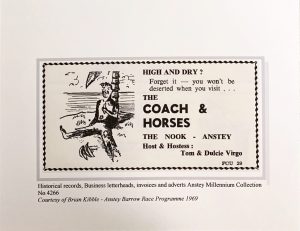 HIGH AND DRY?
Forget it — you won't be
deserted when you visit . . .
THE
COACH &
HORSES
THE NOOK - ANSTEY
Host & Hostess :
Tom & Dulcie Virgo
POU 28
Historical records, Business letterheads, invoices and adverts Anstey Millennium Collection
No 4266
Courtesy of Brian Kibble - Anstey Barrow Race Programme 1969